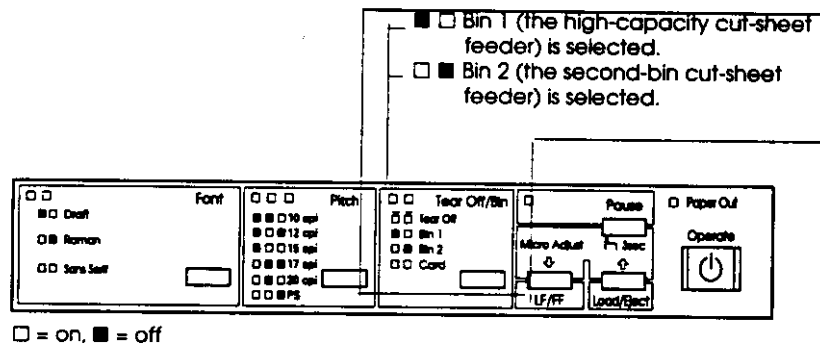 ■ □ Bin 1 (the high-capacity cut-sheet
feeder) is selected.
□ ■ Bin 2 (the second-bin cut-sheet
feeder) is selected.
□ □ Font
■ □ Draft
□ ■ Roman
□ □ Sans Serif
□ □ □ Pitch
■ ■ □ 10 cpi
■ □ ■ 12 cpi
15 cpi
17 cpi
20 cpi
□ □ ■ PS
□ □ Tear Off/Bin
Tear Off
■ □ Bin 1
□ ■ Bin 2
□ □ Card
□ Pause
Micro Adjust
3sec
⇩
⇧
LF/FF
Load/Eject
□ Paper Out
Operate
□ = on, ■ = off